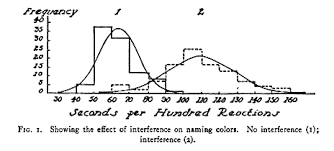 Frequency
1
2
40
35
30
25
20
15
10
5
0
30 40 50 60 70 80 90 100 110 120 130 140 150 160
Seconds per Hundred Reactions
FIG. 1. Showing the effect of interference on naming colors. No interference (1);
interference (2).